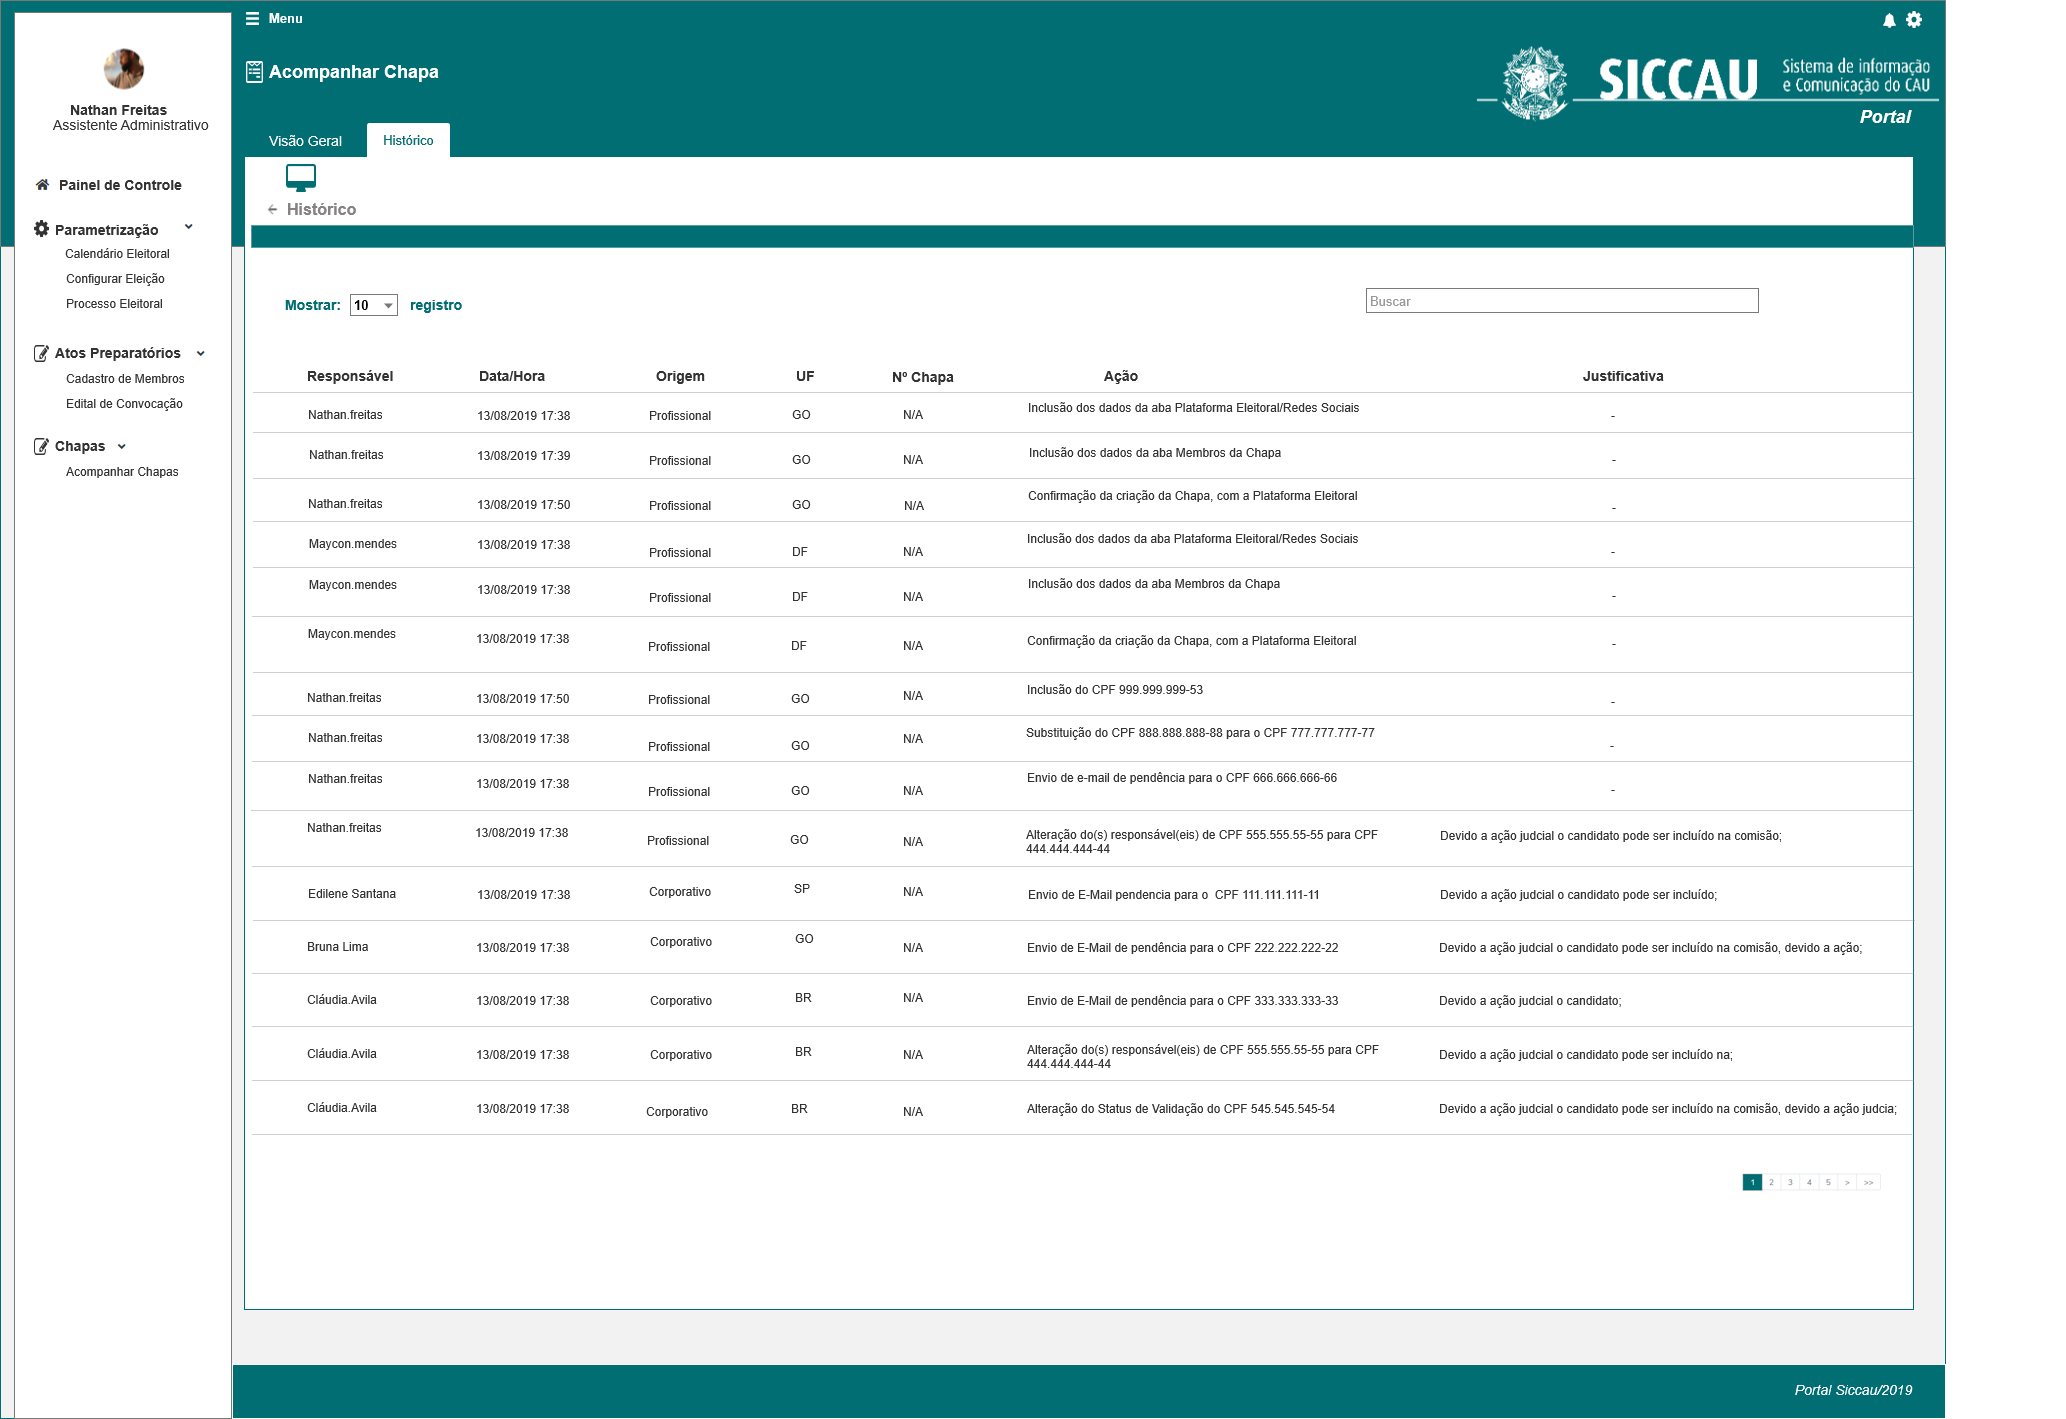 Menu
Acompanhar Chapa
SICCAU
Sistema de informação
e Comunicação do CAU
Portal
Visão Geral
Histórico
Nathan Freitas
Assistente Administrativo
Painel de Controle
Parametrização
Calendário Eleitoral
Configurar Eleição
Processo Eleitoral
Atos Preparatórios
Cadastro de Membros
Edital de Convocação
Chapas
Acompanhar Chapas
← Histórico
Mostrar: 10 registro
Buscar
Responsável Data/Hora Origem UF Nº Chapa Ação Justificativa
Nathan.freitas 13/08/2019 17:38 Profissional GO N/A Inclusão dos dados da aba Plataforma Eleitoral/Redes Sociais -
Nathan.freitas 13/08/2019 17:39 Profissional GO N/A Inclusão dos dados da aba Membros da Chapa -
Nathan.freitas 13/08/2019 17:50 Profissional GO N/A Confirmação da criação da Chapa, com a Plataforma Eleitoral -
Maycon.mendes 13/08/2019 17:38 Profissional DF N/A Inclusão dos dados da aba Plataforma Eleitoral/Redes Sociais -
Maycon.mendes 13/08/2019 17:38 Profissional DF N/A Inclusão dos dados da aba Membros da Chapa -
Maycon.mendes 13/08/2019 17:38 Profissional DF N/A Confirmação da criação da Chapa, com a Plataforma Eleitoral -
Nathan.freitas 13/08/2019 17:50 Profissional GO N/A Inclusão do CPF 999.999.999-53 -
Nathan.freitas 13/08/2019 17:38 Profissional GO N/A Substituição do CPF 888.888.888-88 para o CPF 777.777.777-77 -
Nathan.freitas 13/08/2019 17:38 Profissional GO N/A Envio de e-mail de pendência para o CPF 666.666.666-66 -
Nathan.freitas 13/08/2019 17:38 Profissional GO N/A Alteração do(s) responsável(eis) de CPF 555.555.55-55 para CPF
444.444.444-44 Devido a ação judicial o candidato pode ser incluído na comisão;
Edilene Santana 13/08/2019 17:38 Corporativo SP N/A Envio de E-Mail pendencia para o  CPF 111.111.111-11 Devido a ação judicial o candidato pode ser incluído;
Bruna Lima 13/08/2019 17:38 Corporativo GO N/A Envio de E-Mail de pendência para o CPF 222.222.222-22 Devido a ação judicial o candidato pode ser incluído na comisão, devido a ação;
Cláudia.Avila 13/08/2019 17:38 Corporativo BR N/A Envio de E-Mail de pendência para o CPF 333.333.333-33 Devido a ação judicial o candidato;
Cláudia.Avila 13/08/2019 17:38 Corporativo BR N/A Alteração do(s) responsável(eis) de CPF 555.555.55-55 para CPF
444.444.444-44 Devido a ação judicial o candidato pode ser incluído na;
Cláudia.Avila 13/08/2019 17:38 Corporativo BR N/A Alteração do Status de Validação do CPF 545.545.545-54 Devido a ação judicial o candidato pode ser incluído na comisão, devido a ação judcia;
1 2 3 4 5 > >>
Portal Siccau/2019